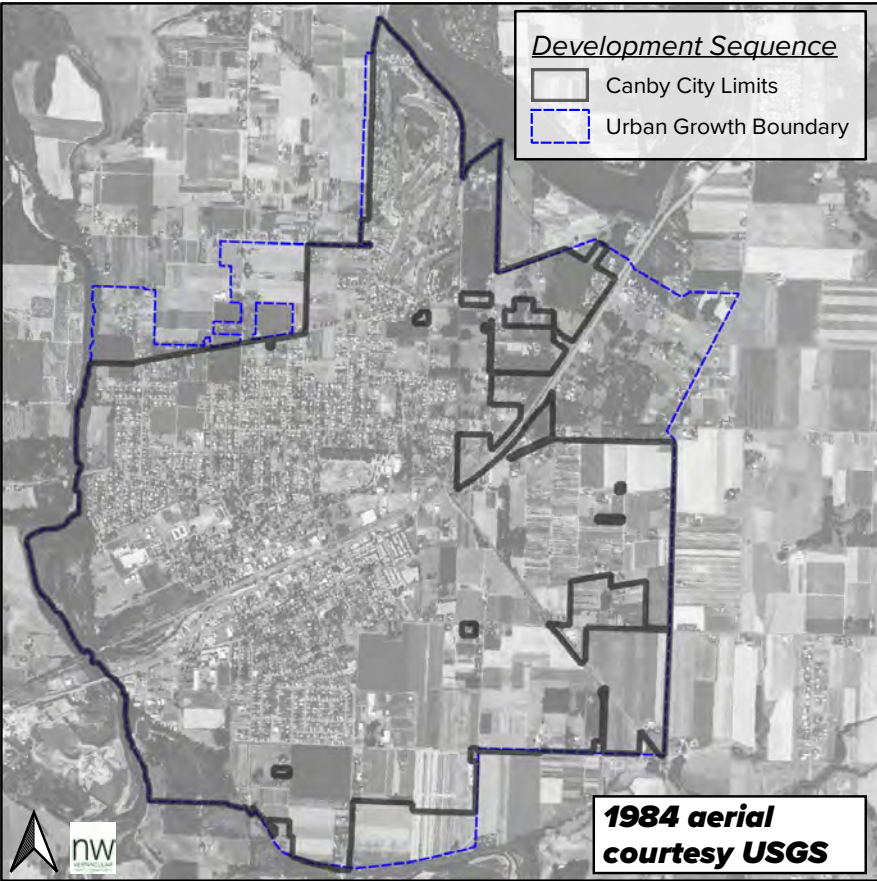 Development Sequence
Canby City Limits
Urban Growth Boundary
1984 aerial
courtesy USGS
nw